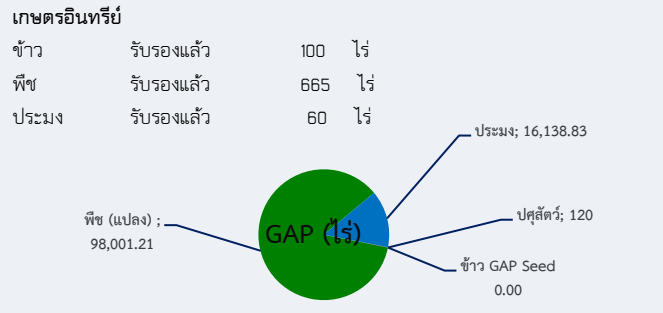 เกษตรอินทรีย์
ข้าว รับรองแล้ว 100 ไร่
พืช รับรองแล้ว 665 ไร่
ประมง รับรองแล้ว 60 ไร่
ประมง; 16,138.83
ปศุสัตว์; 120
พืช (แปลง) ;
98,001.21
GAP (ไร่)
ข้าว GAP Seed
0.00